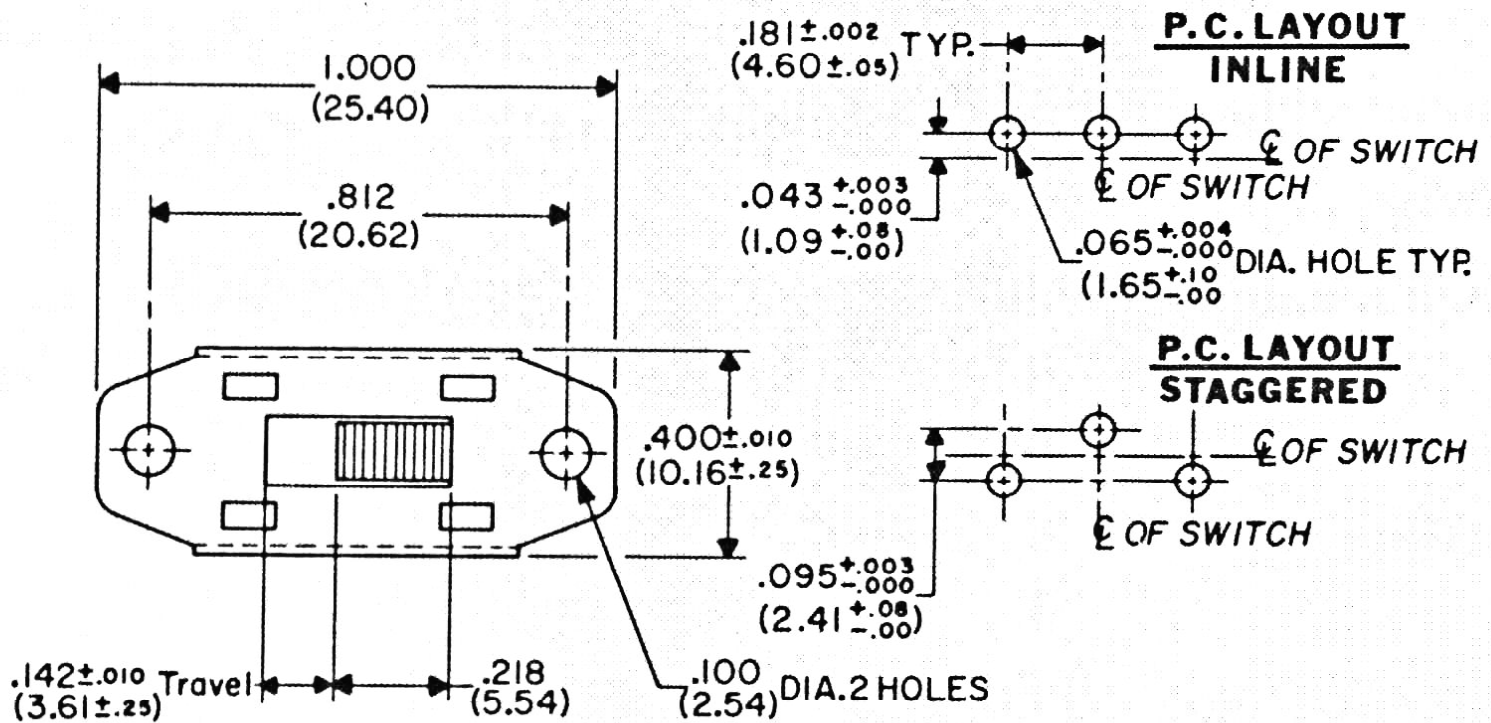 1.000
(25.40)
.812
(20.62)
.400±.010
(10.16±.25)
.142±.010 Travel
(3.61±.25)
.218
(5.54)
.100
(2.54) DIA. 2 HOLES
P.C. LAYOUT
INLINE
.181±.002 TYP.
(4.60±.05)
℄ OF SWITCH
℄ OF SWITCH
.043 +.003 -.000
(1.09 +.08 -.00)
.065 +.004 -.000 DIA. HOLE TYP.
(1.65 +.10 -.00
P.C. LAYOUT
STAGGERED
℄ OF SWITCH
℄ OF SWITCH
.095 +.003 -.000
(2.41 +.08 -.00)